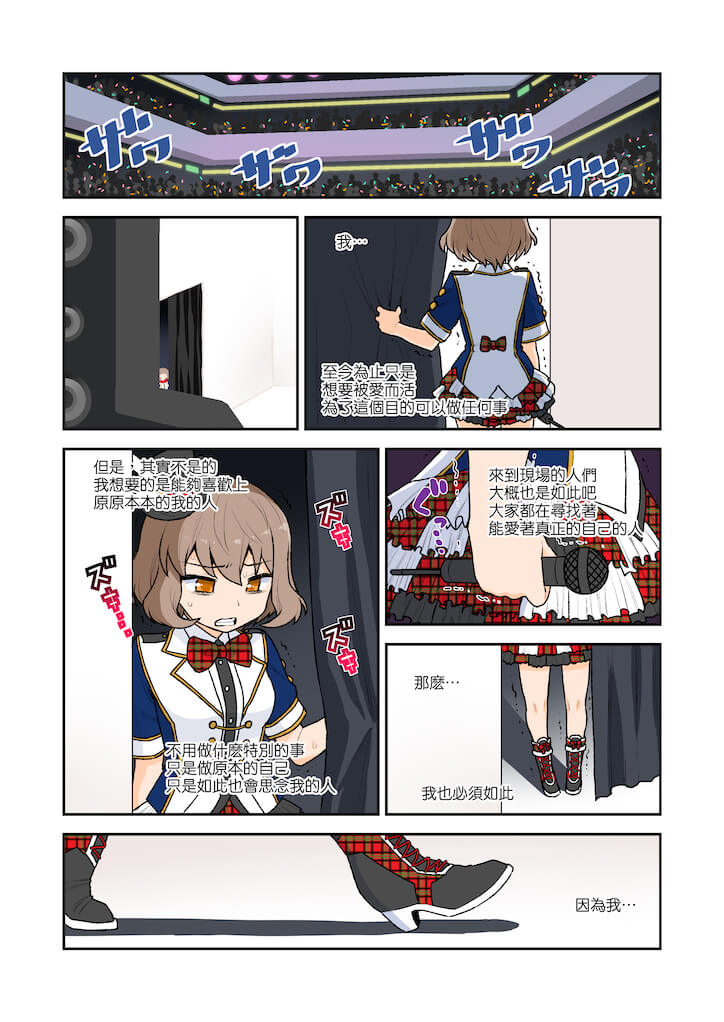 ザワ
ザワ
ザワ
ザワ
我…
至今為止只是
想要被愛而活
為了這個目的可以做任何事
來到現場的人們
大概也是如此吧
大家都在尋找著
能愛著真正的自己的人
但是，其實不是的
我想要的是能夠喜歡上
原原本本的我的人
不用做什麼特別的事
只是做原本的自己
只是如此也會思念我的人
那麼…
我也必須如此
因為我…